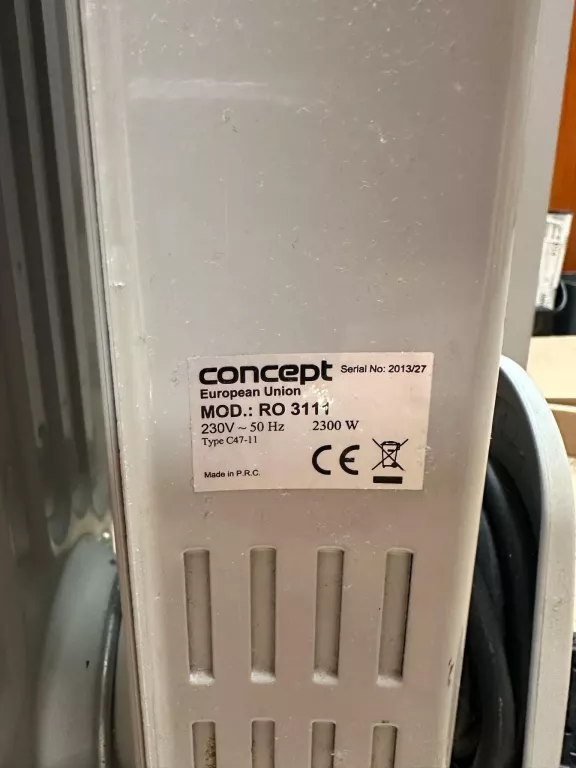 concept Serial No: 2013/27
European Union
MOD.: RO 3111
230V ~ 50 Hz 2300 W
Type C47-11
CE
Made in P.R.C.